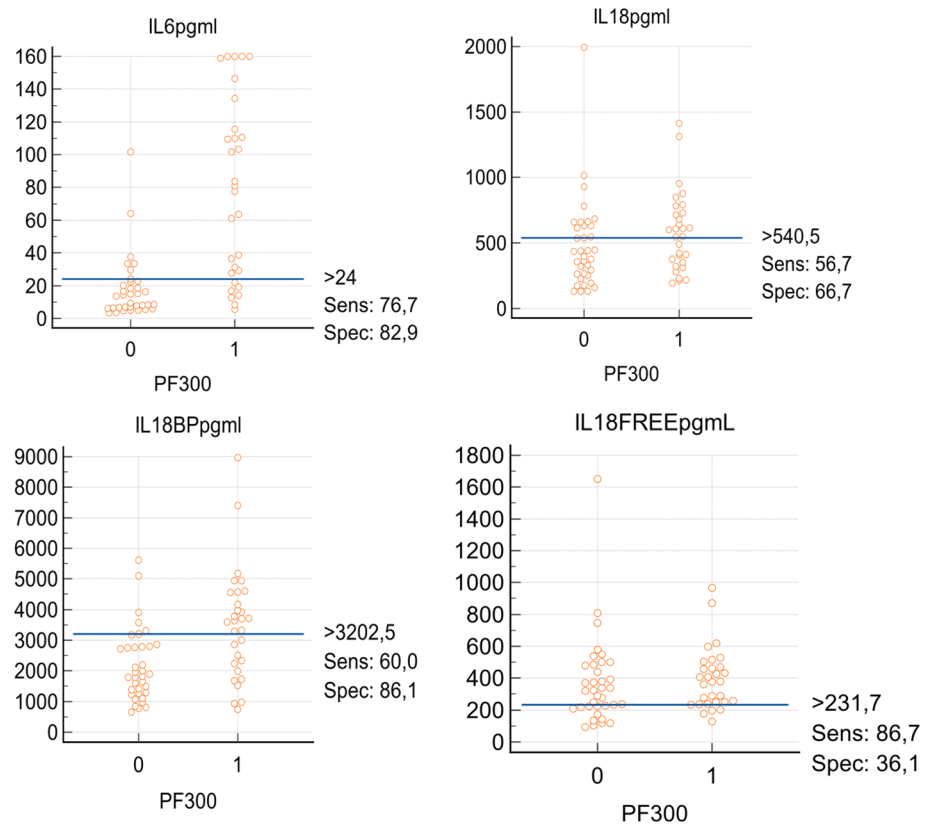 IL6pgml
160
140
120
100
80
60
40
20
0
>24
Sens: 76,7
Spec: 82,9
0 1
PF300
IL18pgml
2000
1500
1000
500
0
>540,5
Sens: 56,7
Spec: 66,7
0 1
PF300
IL18BPpgml
9000
8000
7000
6000
5000
4000
3000
2000
1000
0
>3202,5
Sens: 60,0
Spec: 86,1
0 1
PF300
IL18FREEpgmL
1800
1600
1400
1200
1000
800
600
400
200
0
>231,7
Sens: 86,7
Spec: 36,1
0 1
PF300